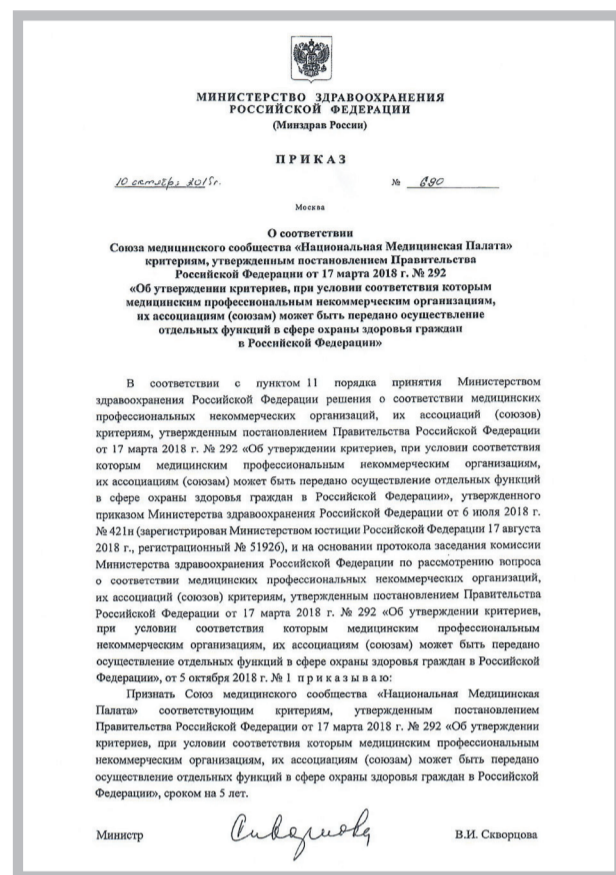 МИНИСТЕРСТВО ЗДРАВООХРАНЕНИЯ
РОССИЙСКОЙ ФЕДЕРАЦИИ
(Минздрав России)
ПРИКАЗ
10 октября 2018г. № 690
Москва
О соответствии
Союза медицинского сообщества «Национальная Медицинская Палата»
критериям, утвержденным постановлением Правительства
Российской Федерации от 17 марта 2018 г. № 292
«Об утверждении критериев, при условии соответствия которым
медицинским профессиональным некоммерческим организациям,
их ассоциациям (союзам) может быть передано осуществление
отдельных функций в сфере охраны здоровья граждан
в Российской Федерации»
В соответствии с пунктом 11 порядка принятия Министерством
здравоохранения Российской Федерации решения о соответствии медицинских
профессиональных некоммерческих организаций, их ассоциаций (союзов)
критериям, утвержденным постановлением Правительства Российской Федерации
от 17 марта 2018 г. № 292 «Об утверждении критериев, при условии соответствия
которым медицинским профессиональным некоммерческим организациям,
их ассоциациям (союзам) может быть передано осуществление отдельных функций
в сфере охраны здоровья граждан в Российской Федерации», утвержденного
приказом Министерства здравоохранения Российской Федерации от 6 июля 2018 г.
№ 421н (зарегистрирован Министерством юстиции Российской Федерации 17 августа
2018 г., регистрационный № 51926), и на основании протокола заседания комиссии
Министерства здравоохранения Российской Федерации по рассмотрению вопроса
о соответствии медицинских профессиональных некоммерческих организаций,
их ассоциаций (союзов) критериям, утвержденным постановлением Правительства
Российской Федерации от 17 марта 2018 г. № 292 «Об утверждении критериев,
при условии соответствия которым медицинским профессиональным
некоммерческим организациям, их ассоциациям (союзам) может быть передано
осуществление отдельных функций в сфере охраны здоровья граждан в Российской
Федерации», от 5 октября 2018 г. № 1 приказываю:
Признать Союз медицинского сообщества «Национальная Медицинская
Палата» соответствующим критериям, утвержденным постановлением
Правительства Российской Федерации от 17 марта 2018 г. № 292 «Об утверждении
критериев, при условии соответствия которым медицинским профессиональным
некоммерческим организациям, их ассоциациям (союзам) может быть передано
осуществление отдельных функций в сфере охраны здоровья граждан в Российской
Федерации», сроком на 5 лет.
Министр В.И. Скворцова